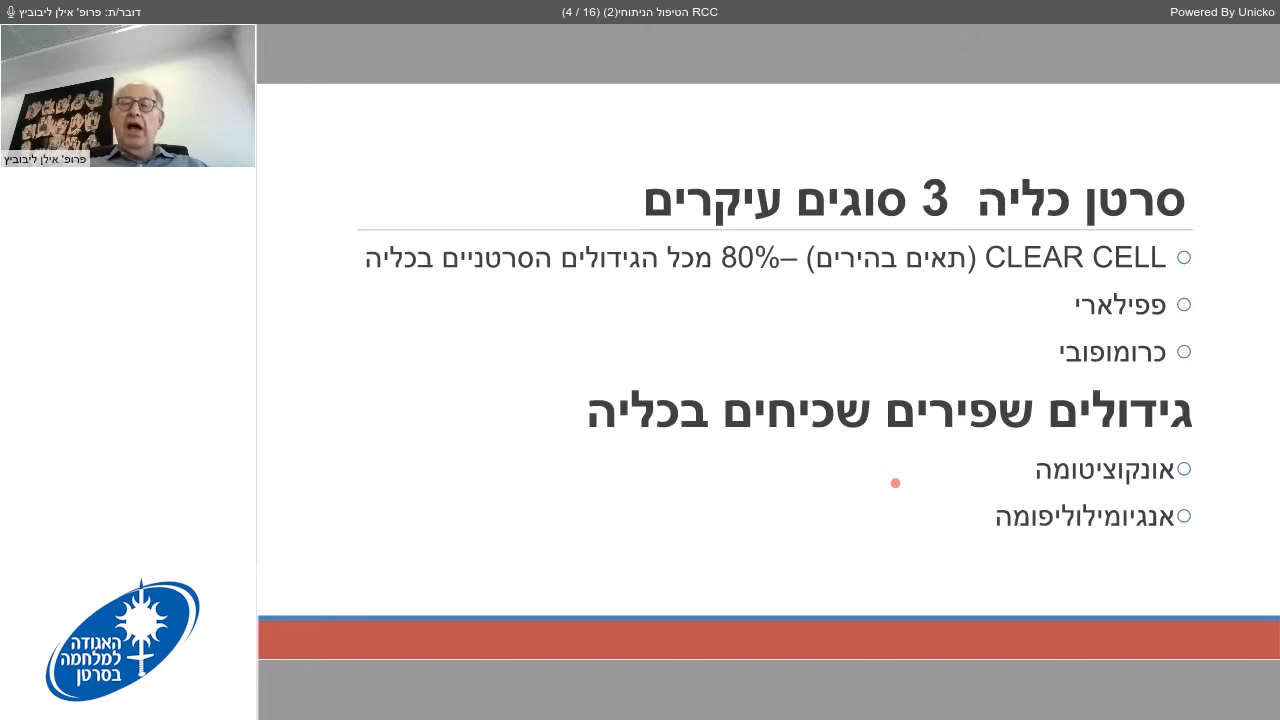 דובר/ת: פרופ' אילן ליבוביץ
RCC הטיפול הניתוחי(2) (16 / 4)
Powered By Unicko
פרופ' אילן ליבוביץ
סרטן כליה 3 סוגים עיקרים
CLEAR CELL (תאים בהירים) –80% מכל הגידולים הסרטניים בכליה
פפילארי
כרומופובי
גידולים שפירים שכיחים בכליה
אונקוציטומה
אנגיומילוליפומה
האגודה
למלחמה
בסרטן